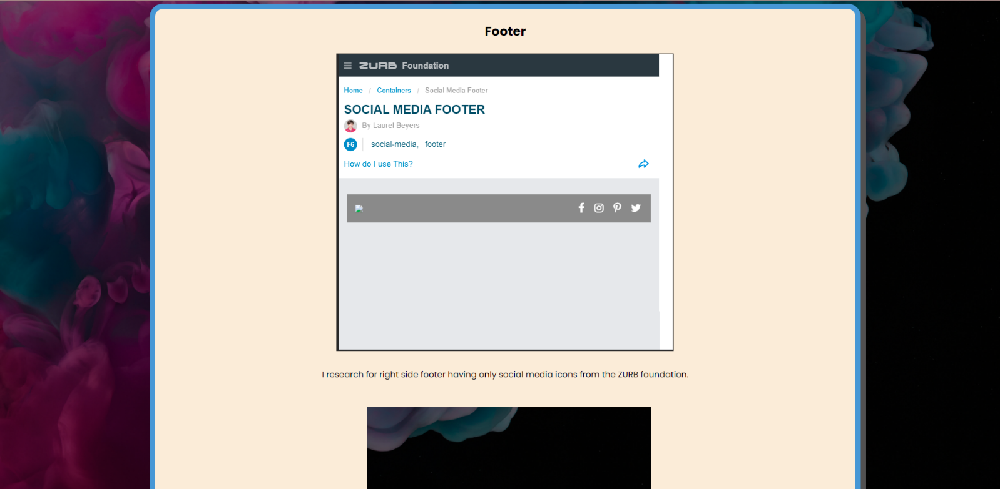 Footer
ZURB Foundation
Home / Containers / Social Media Footer
SOCIAL MEDIA FOOTER
By Laurel Beyers
F6 social-media, footer
How do I use This?
I research for right side footer having only social media icons from the ZURB foundation.